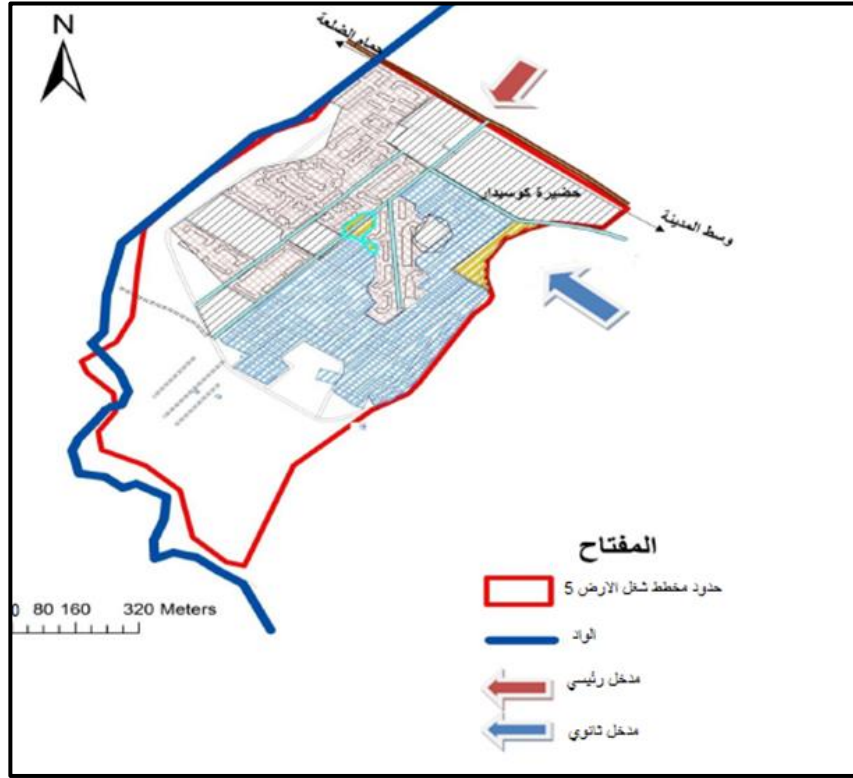 N
حمام الضلعة
حضيرة كوسيدار
وسط المدينة
المفتاح
حدود مخطط شغل الارض 5
الواد
مدخل رئيسي
مدخل ثانوي
0 80 160 320 Meters